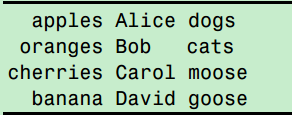 apples Alice dogs
 oranges Bob   cats
cherries Carol moose
  banana David goose